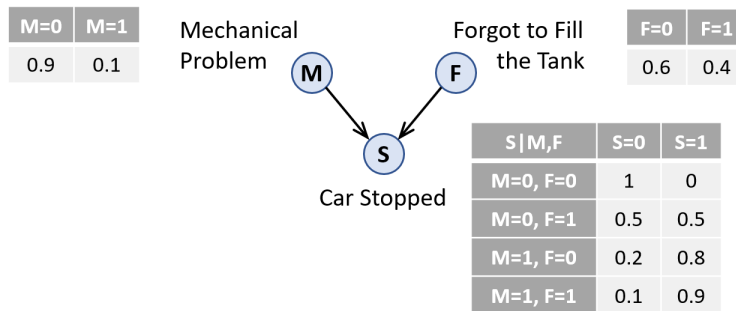 M=0 M=1
0.9 0.1
Mechanical
Problem
Forgot to Fill
the Tank
F=0 F=1
0.6 0.4
M
F
S
Car Stopped
S|M,F S=0 S=1
M=0, F=0 1 0
M=0, F=1 0.5 0.5
M=1, F=0 0.2 0.8
M=1, F=1 0.1 0.9